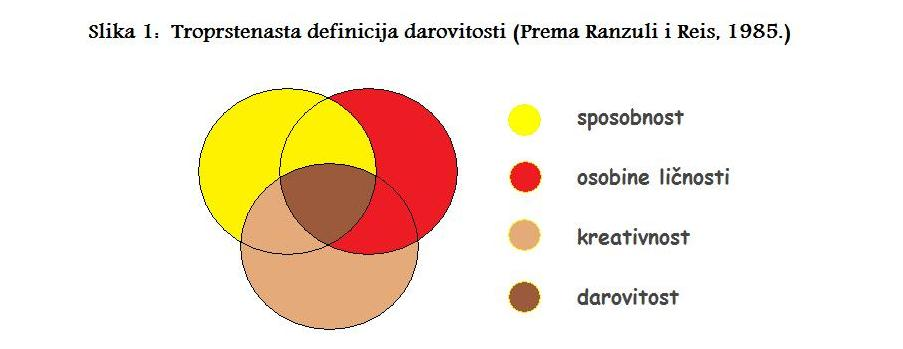 Slika 1: Troprstenasta definicija darovitosti (Prema Ranzuli i Reis, 1985.)
sposobnost
osobine ličnosti
kreativnost
darovitost